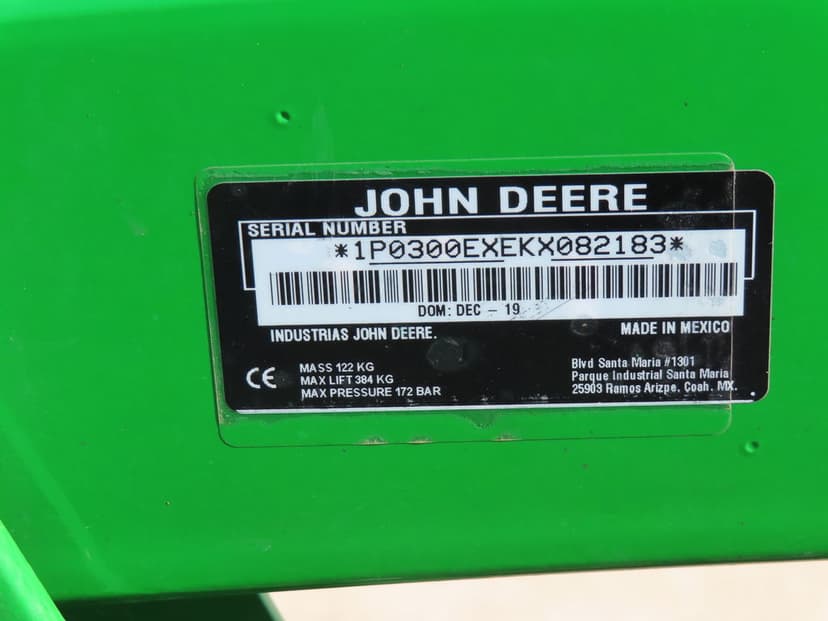 JOHN DEERE
SERIAL NUMBER
*1P0300EXEKX082183*
DOM: DEC - 19
INDUSTRIAS JOHN DEERE.
MADE IN MEXICO
CE
MASS 122 KG
MAX LIFT 384 KG
MAX PRESSURE 172 BAR
Blvd Santa Maria #1301
Parque Industrial Santa Maria
25903 Ramos Arizpe. Coah. MX.